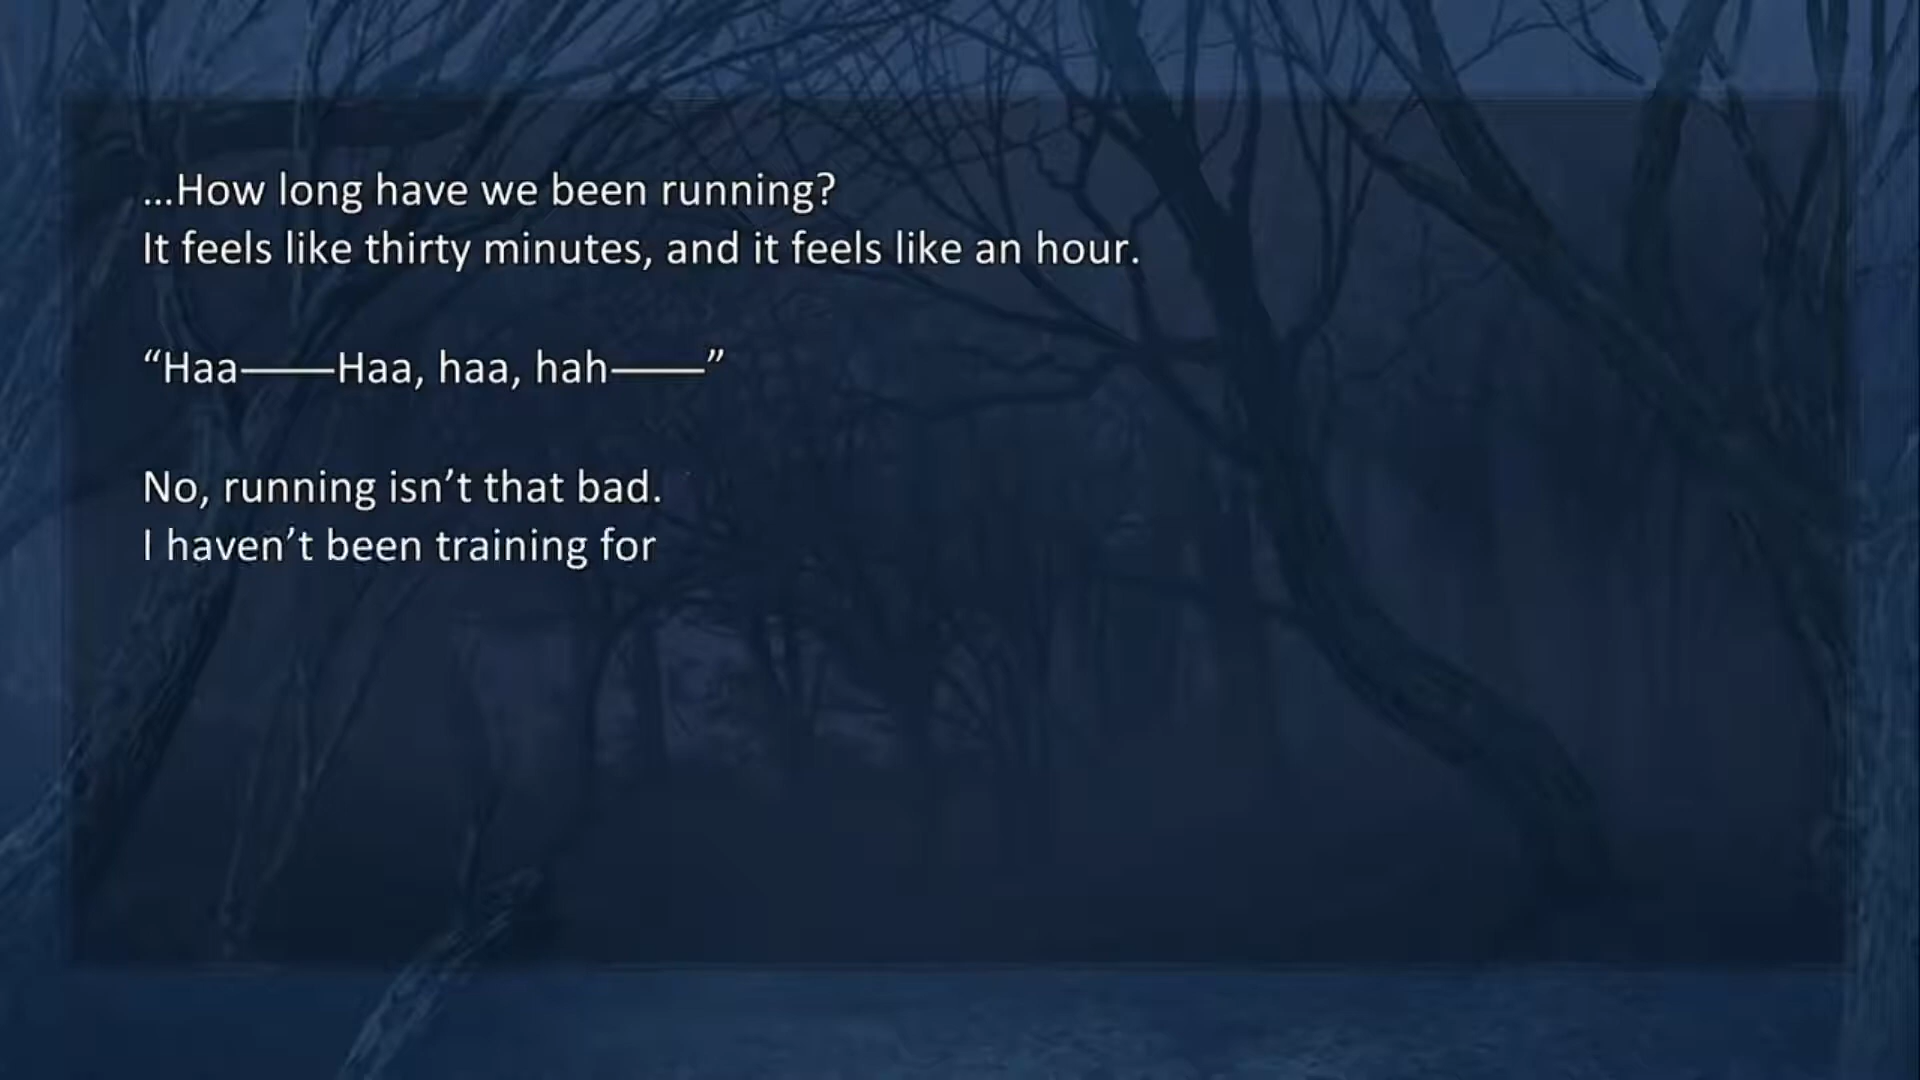 …How long have we been running?
It feels like thirty minutes, and it feels like an hour.
“Haa――Haa, haa, hah――”
No, running isn’t that bad.
I haven’t been training for